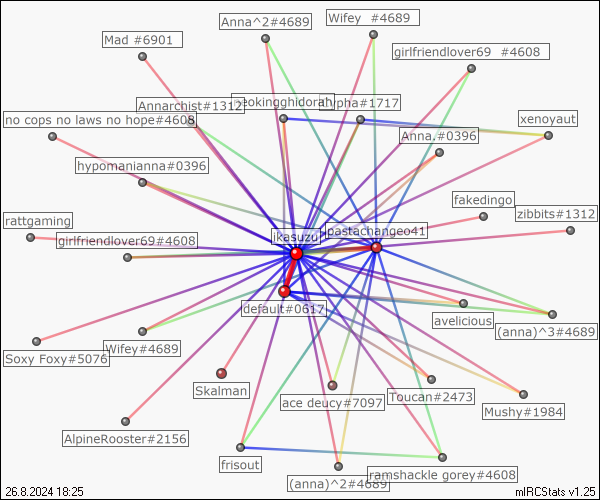 Anna^2#4689
Wifey #4689
Mad #6901
girlfriendlover69 #4608
Annarchist#1312
neokingghidorah
hypha#1717
no cops no laws no hope#4608
xenoyaut
Anna,#0396
hypomanianna#0396
fakedingo
rattgaming
zibbits#1312
ikasuzu
pastachangeo41
girlfriendlover69#4608
default#0617
avelicious
(anna)^3#4689
Wifey#4689
Soxy Foxy#5076
Skalman
ace deucy#7097
Toucan#2473
Mushy#1984
AlpineRooster#2156
frisout
(anna)^2#4689
ramshackle gorey#4608
26.8.2024 18:25
mIRCStats v1.25